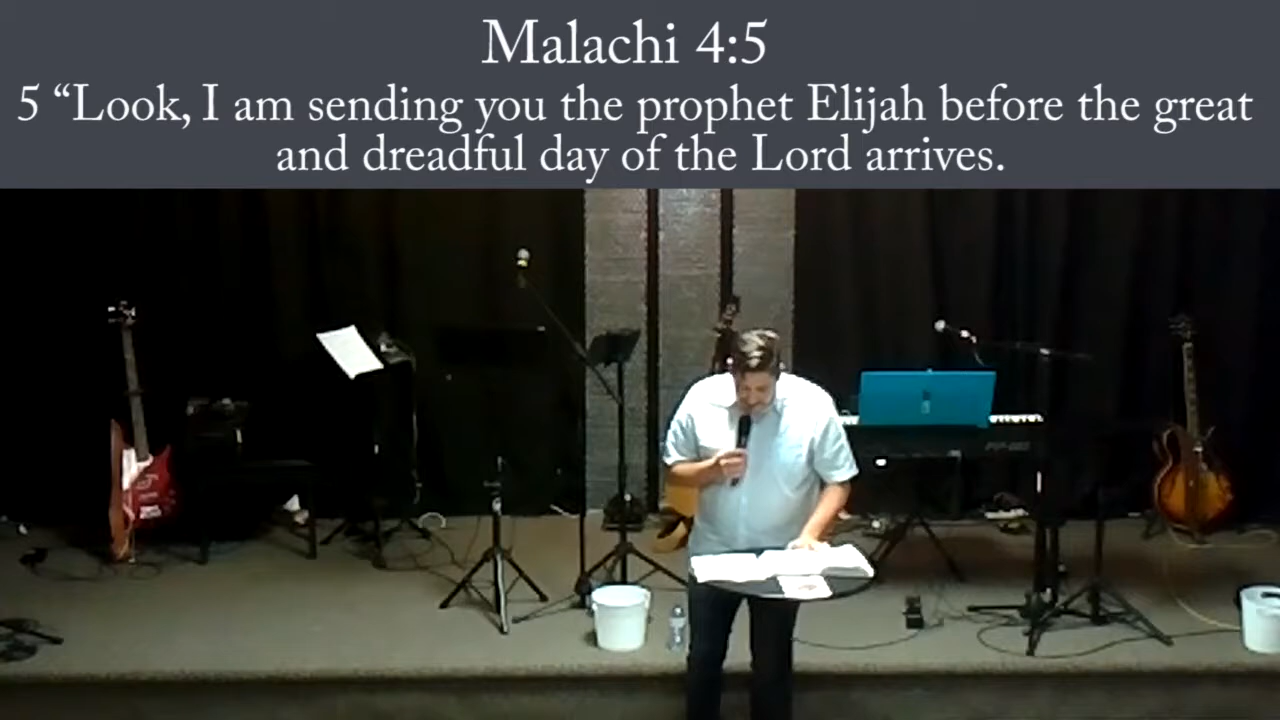 Malachi 4:5
5 “Look, I am sending you the prophet Elijah before the great
and dreadful day of the Lord arrives.